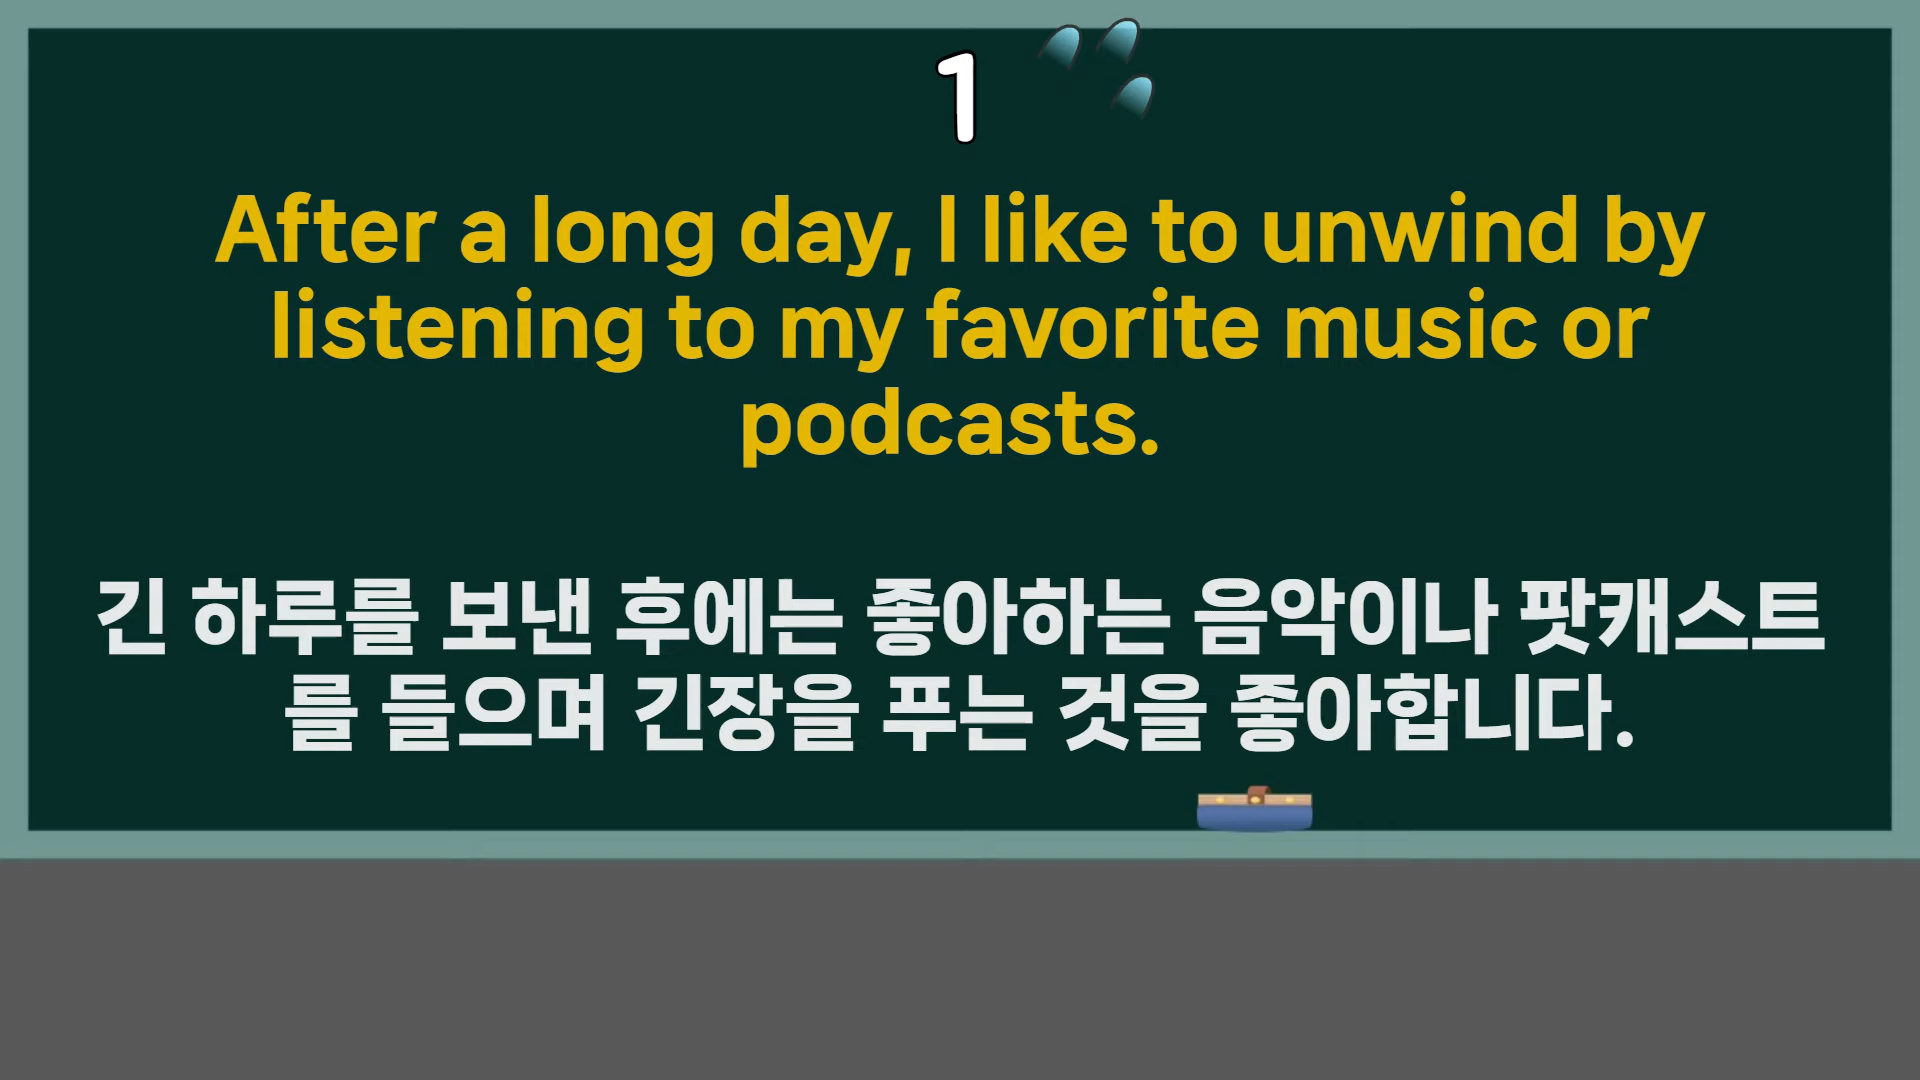 1
After a long day, I like to unwind by
listening to my favorite music or
podcasts.
긴 하루를 보낸 후에는 좋아하는 음악이나 팟캐스트
를 들으며 긴장을 푸는 것을 좋아합니다.